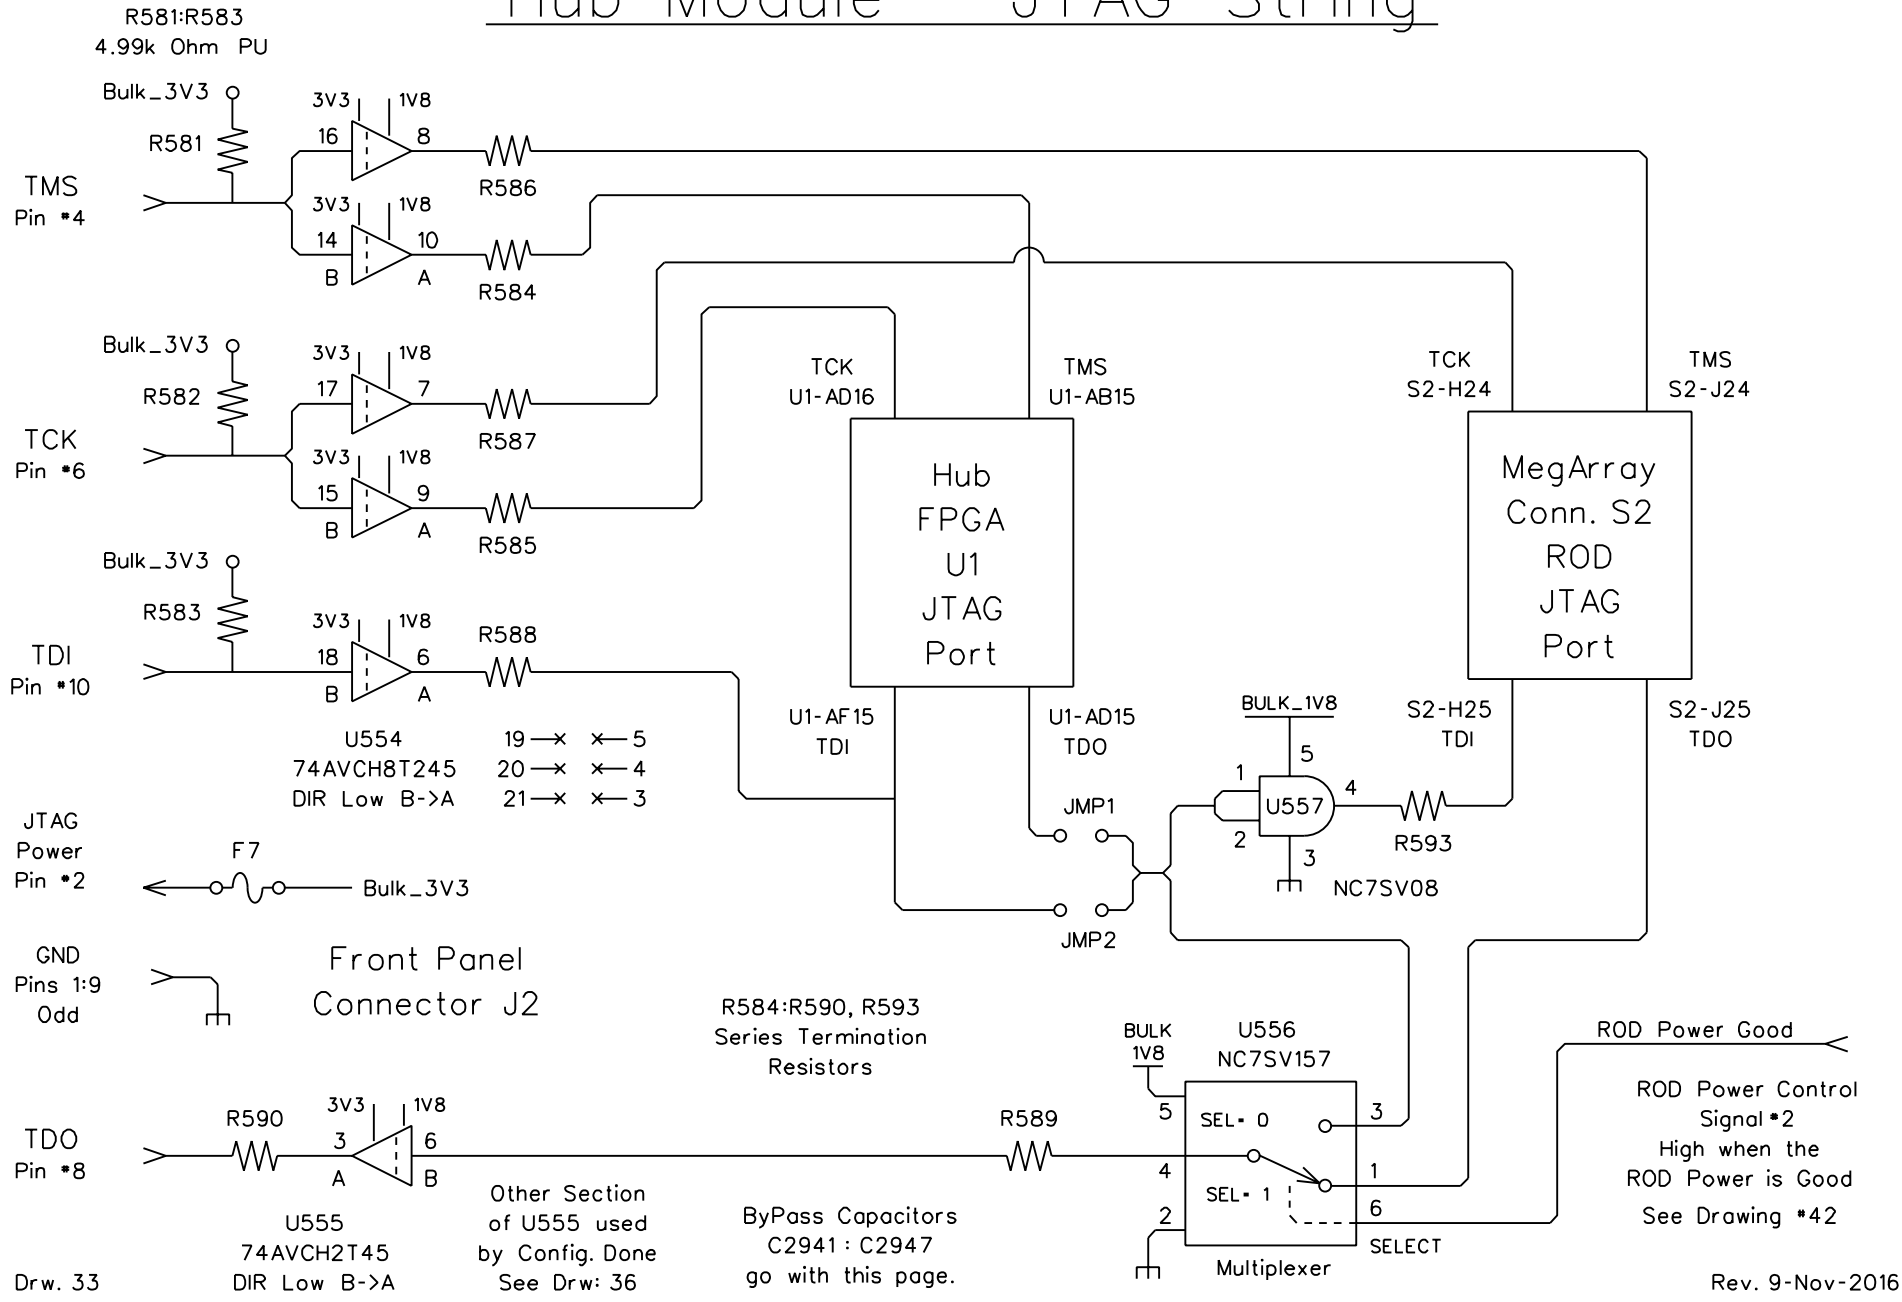 Hub Module JTAG String
R581:R583
4.99k Ohm PU
Bulk_3V3
R581
TMS
Pin #4
3V3 1V8
16 8
R586
3V3 1V8
14 10
B A
R584
Bulk_3V3
R582
TCK
Pin #6
3V3 1V8
17 7
R587
3V3 1V8
15 9
B A
R585
Bulk_3V3
R583
TDI
Pin #10
3V3 1V8
18 6
B A
R588
U554
74AVCH8T245
DIR Low B->A
19 5
20 4
21 3
TCK
U1-AD16
TMS
U1-AB15
Hub
FPGA
U1
JTAG
Port
U1-AF15
TDI
U1-AD15
TDO
TCK
S2-H24
TMS
S2-J24
MegArray
Conn. S2
ROD
JTAG
Port
S2-H25
TDI
S2-J25
TDO
BULK_1V8
5
1
2
U557
4
3
R593
NC7SV08
JMP1
JMP2
JTAG
Power
Pin #2
F7
Bulk_3V3
GND
Pins 1:9
Odd
Front Panel
Connector J2
R584:R590, R593
Series Termination
Resistors
BULK
1V8
U556
NC7SV157
5
SEL= 0
3
4
1
SEL= 1
2
6
SELECT
Multiplexer
ROD Power Good
ROD Power Control
Signal #2
High when the
ROD Power is Good
See Drawing #42
TDO
Pin #8
R590
3V3 1V8
3 6
A B
R589
U555
74AVCH2T45
DIR Low B->A
Other Section
of U555 used
by Config. Done
See Drw: 36
ByPass Capacitors
C2941 : C2947
go with this page.
Drw. 33
Rev. 9-Nov-2016